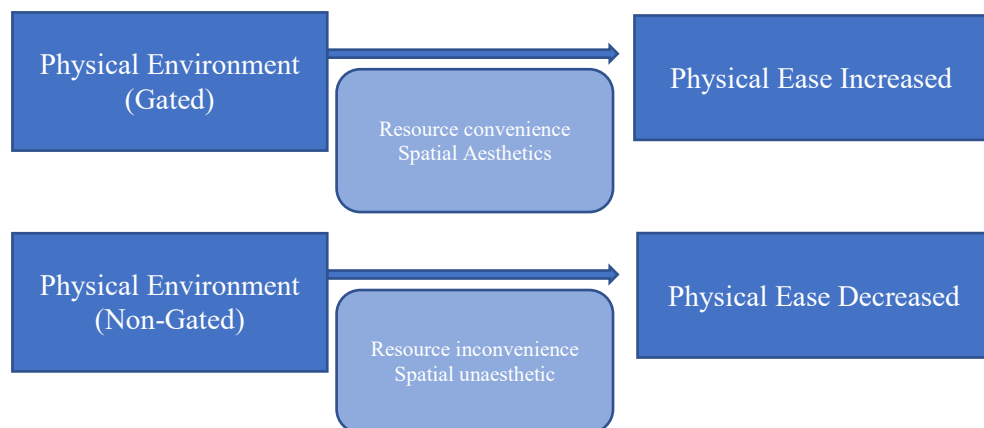 Physical Environment
(Gated)
Resource convenience
Spatial Aesthetics
Physical Ease Increased
Physical Environment
(Non-Gated)
Resource inconvenience
Spatial unaesthetic
Physical Ease Decreased